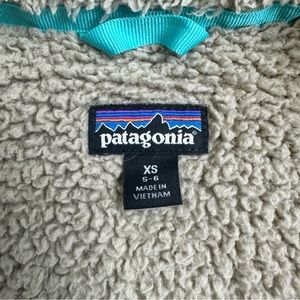 patagonia
XS
5-6
MADE IN
VIETNAM